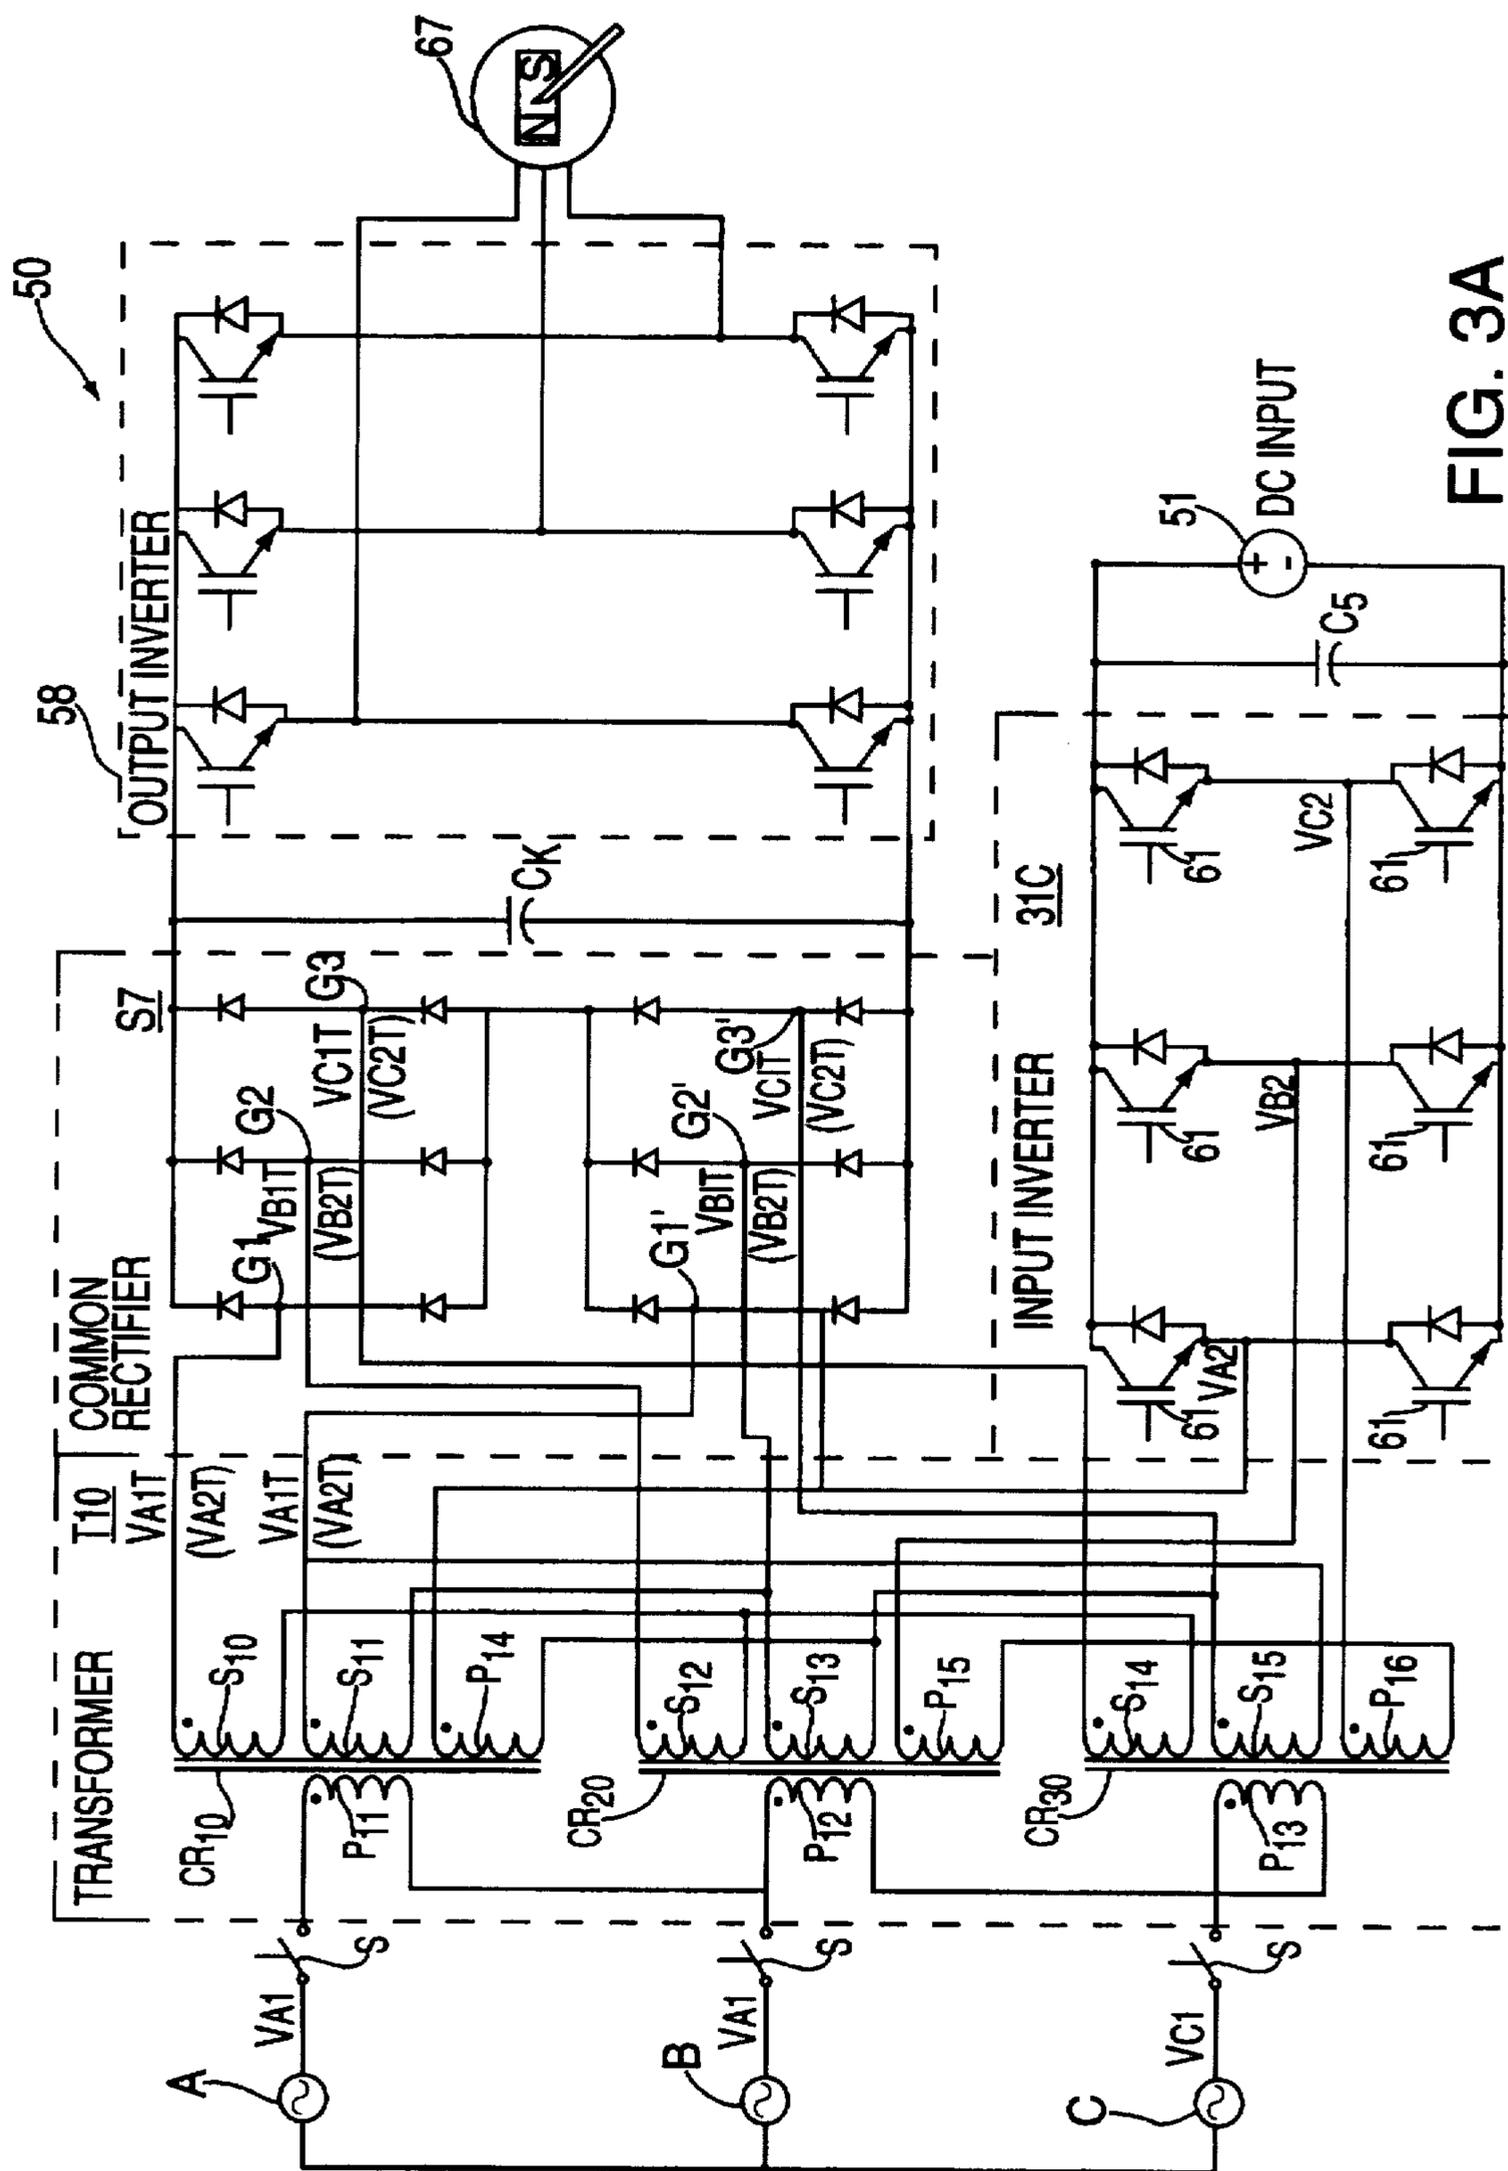 50
67
58
OUTPUT INVERTER
N S
COMMON
RECTIFIER
S7
CK
T10
TRANSFORMER
VA1T
(VA2T)
VA1T
(VA2T)
G1
VB1T
(VB2T)
G2
VC1T
(VC2T)
G3
G1'
VBIT
(VB2T)
G2'
VCIT
(VC2T)
G3'
S10
S11
P14
CR10
P11
S12
S13
P15
CR20
P12
S14
S15
P16
CR30
P13
A
VA1
S
B
VA1
S
C
VC1
S
INPUT INVERTER
31C
61
VA2
61
VB2
61
VC2
61
61
61
C5
51
+
-
DC INPUT
FIG. 3A